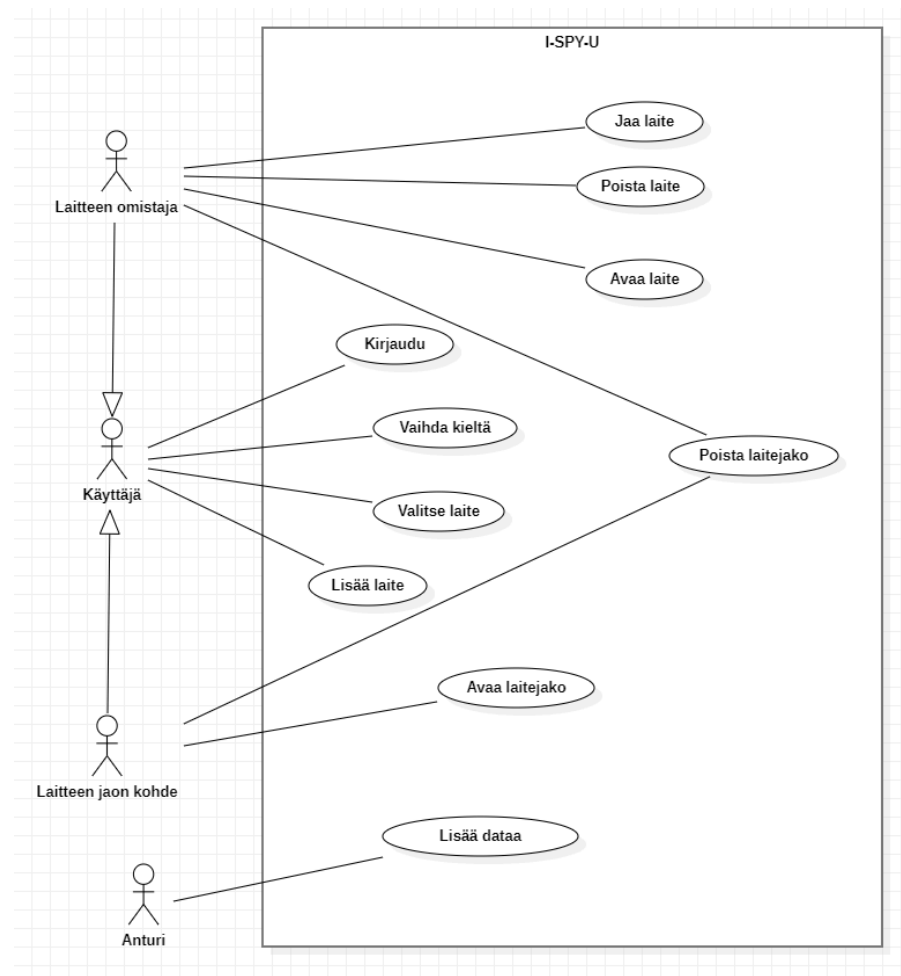 I-SPY-U
Jaa laite
Poista laite
Laitteen omistaja
Avaa laite
Kirjaudu
Vaihda kieltä
Poista laitejako
Käyttäjä
Valitse laite
Lisää laite
Avaa laitejako
Laitteen jaon kohde
Lisää dataa
Anturi